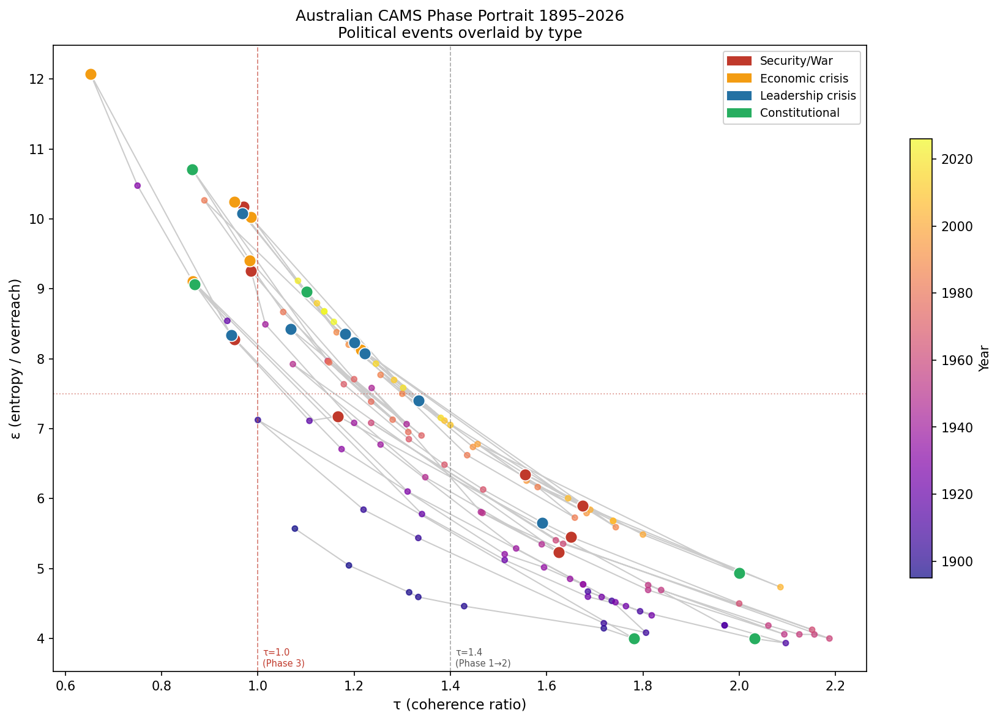 Australian CAMS Phase Portrait 1895–2026
Political events overlaid by type
Security/War
Economic crisis
Leadership crisis
Constitutional
12
11
10
9
8
7
6
5
4
ε (entropy / overreach)
τ=1.0
(Phase 3)
τ=1.4
(Phase 1→2)
0.6 0.8 1.0 1.2 1.4 1.6 1.8 2.0 2.2
τ (coherence ratio)
2020
2000
1980
1960
1940
1920
1900
Year